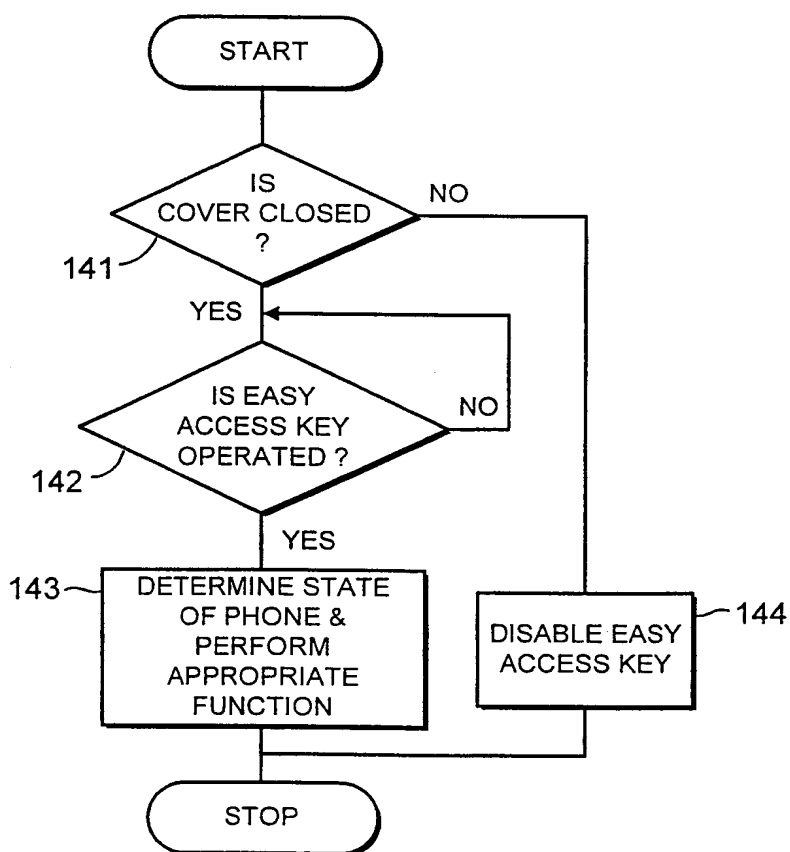 START
IS
COVER CLOSED
?
NO
141
YES
IS EASY
ACCESS KEY
OPERATED ?
NO
142
YES
143
DETERMINE STATE
OF PHONE &
PERFORM
APPROPRIATE
FUNCTION
DISABLE EASY
ACCESS KEY
144
STOP